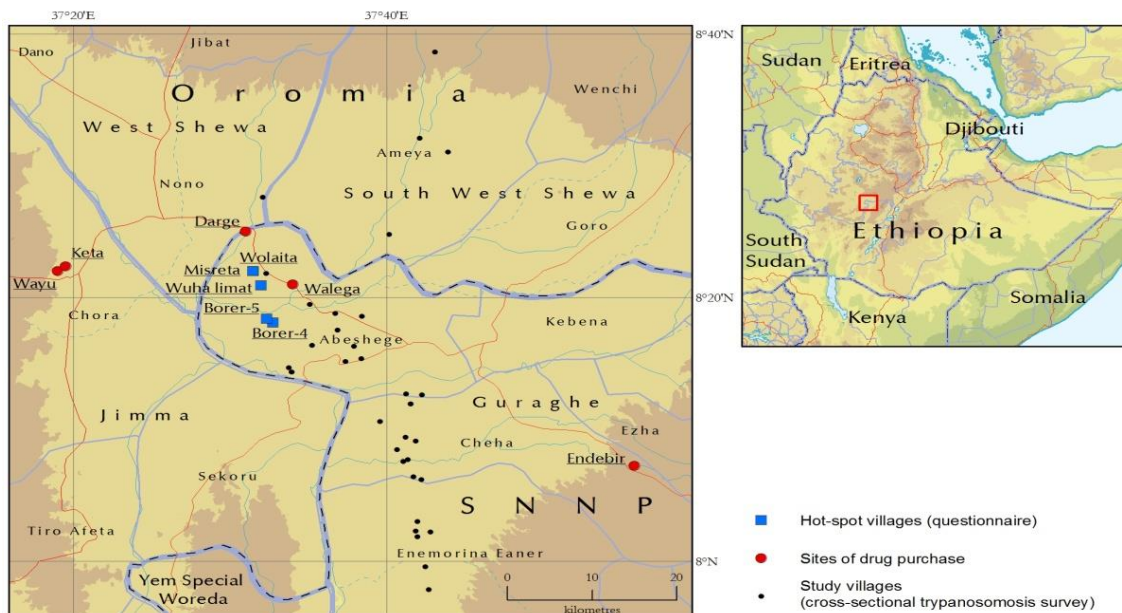 37°20'E
37°40'E
Dano
Jibat
8°40'N
Oromia
Wenchi
West Shewa
Ameya
Nono
South West Shewa
Darge
Goro
Keta
Wolaita
Misreta
Wayu
Wuha limat
Walega
8°20'N
Chora
Borer-5
Kebena
Borer-4
Abeshege
Jimma
Guraghe
Ezha
Cheha
Endebir
Sekoru
SNNP
Tiro Afeta
Enemorina Eaner
8°N
Yem Special
Woreda
0 10 20
kilometres
Sudan
Eritrea
Djibouti
Ethiopia
South
Sudan
Somalia
Kenya
Hot-spot villages (questionnaire)
Sites of drug purchase
Study villages
(cross-sectional trypanosomosis survey)